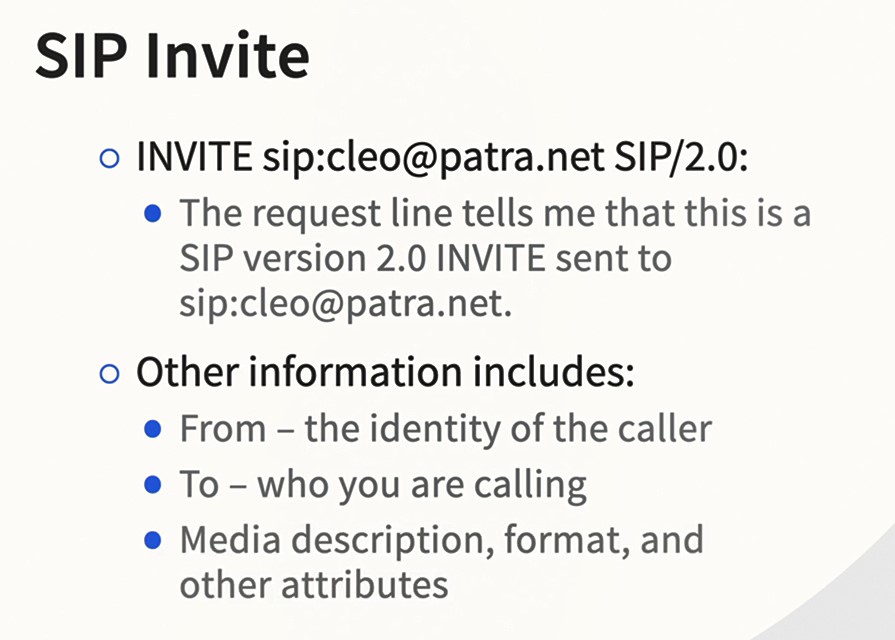 SIP Invite
INVITE sip:cleo@patra.net SIP/2.0:
The request line tells me that this is a
SIP version 2.0 INVITE sent to
sip:cleo@patra.net.
Other information includes:
From – the identity of the caller
To – who you are calling
Media description, format, and
other attributes